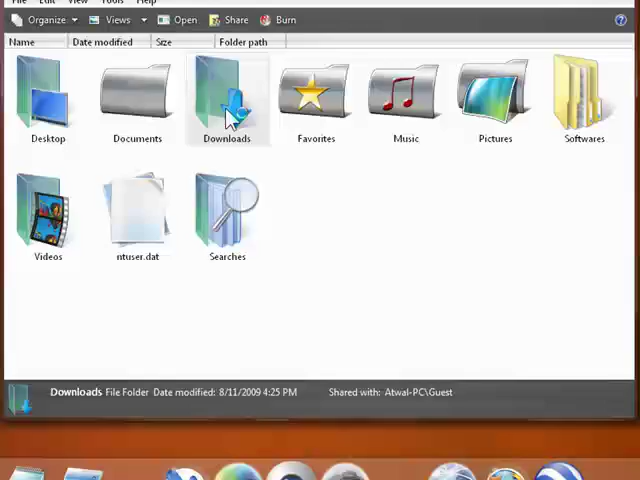 File Edit View Tools Help
Organize Views Open Share Burn
Name Date modified Size Folder path
Desktop Documents Downloads Favorites Music Pictures Softwares
Videos ntuser.dat Searches
Downloads File Folder Date modified: 8/11/2009 4:25 PM Shared with: Atwal-PC\Guest